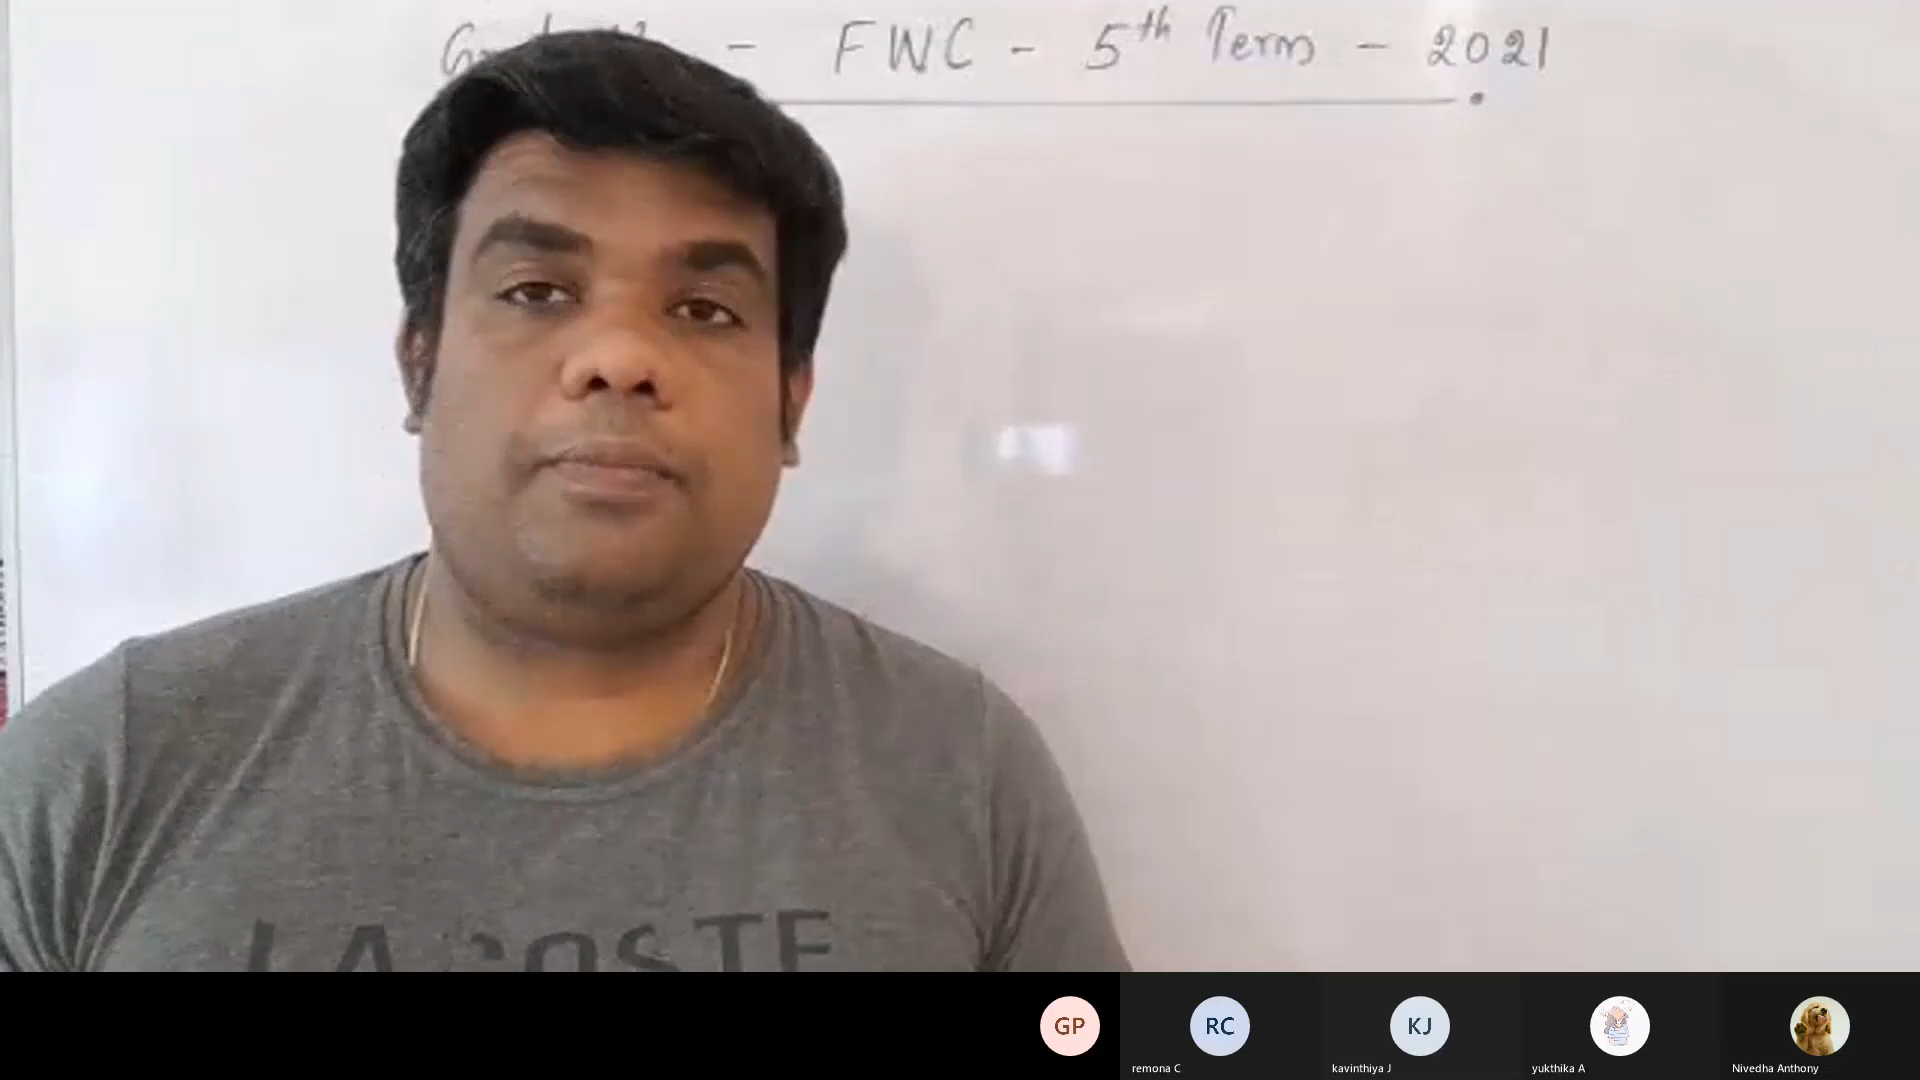 - FWC - 5th Term - 2021
LACOSTE
GP
RC
KJ
remona C
kavinthiya J
yukthika A
Nivedha Anthony